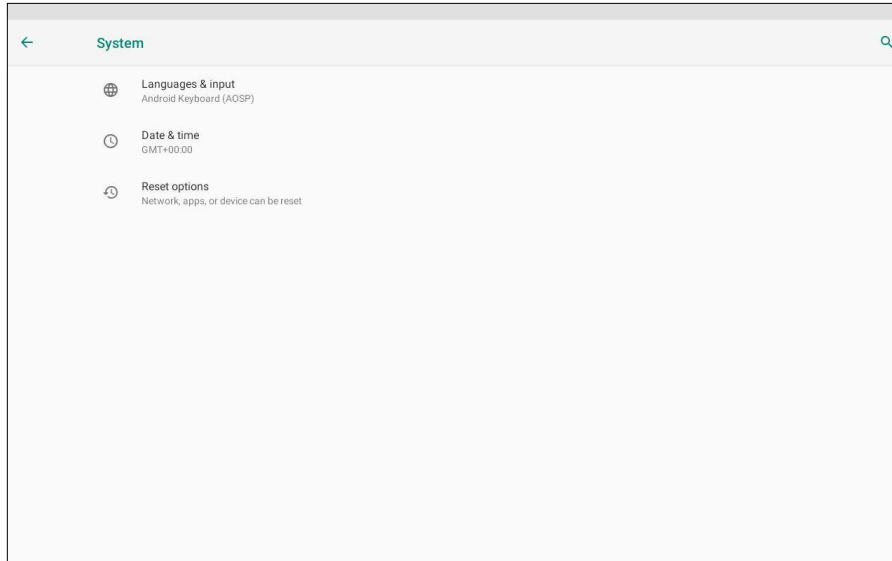 System
Languages & input
Android Keyboard (AOSP)
Date & time
GMT+00:00
Reset options
Network, apps, or device can be reset